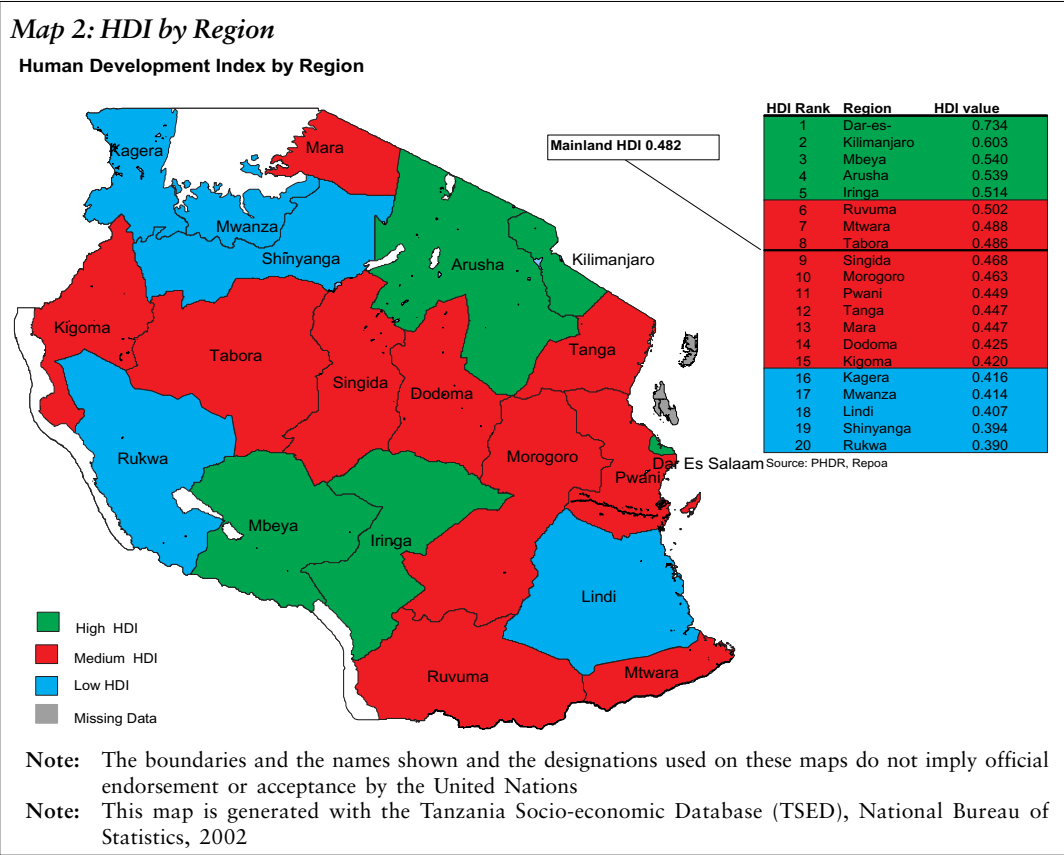 Map 2: HDI by Region
Human Development Index by Region
Mainland HDI 0.482
HDI Rank Region HDI value
1 Dar-es- 0.734
2 Kilimanjaro 0.603
3 Mbeya 0.540
4 Arusha 0.539
5 Iringa 0.514
6 Ruvuma 0.502
7 Mtwara 0.488
8 Tabora 0.486
9 Singida 0.468
10 Morogoro 0.463
11 Pwani 0.449
12 Tanga 0.447
13 Mara 0.447
14 Dodoma 0.425
15 Kigoma 0.420
16 Kagera 0.416
17 Mwanza 0.414
18 Lindi 0.407
19 Shinyanga 0.394
20 Rukwa 0.390
Source: PHDR, Repoa
Kagera
Mara
Mwanza
Shinyanga
Arusha
Kilimanjaro
Kigoma
Tabora
Singida
Dodoma
Tanga
Rukwa
Morogoro
Dar Es Salaam
Pwani
Mbeya
Iringa
Lindi
Ruvuma
Mtwara
High HDI
Medium HDI
Low HDI
Missing Data
Note: The boundaries and the names shown and the designations used on these maps do not imply official
endorsement or acceptance by the United Nations
Note: This map is generated with the Tanzania Socio-economic Database (TSED), National Bureau of
Statistics, 2002